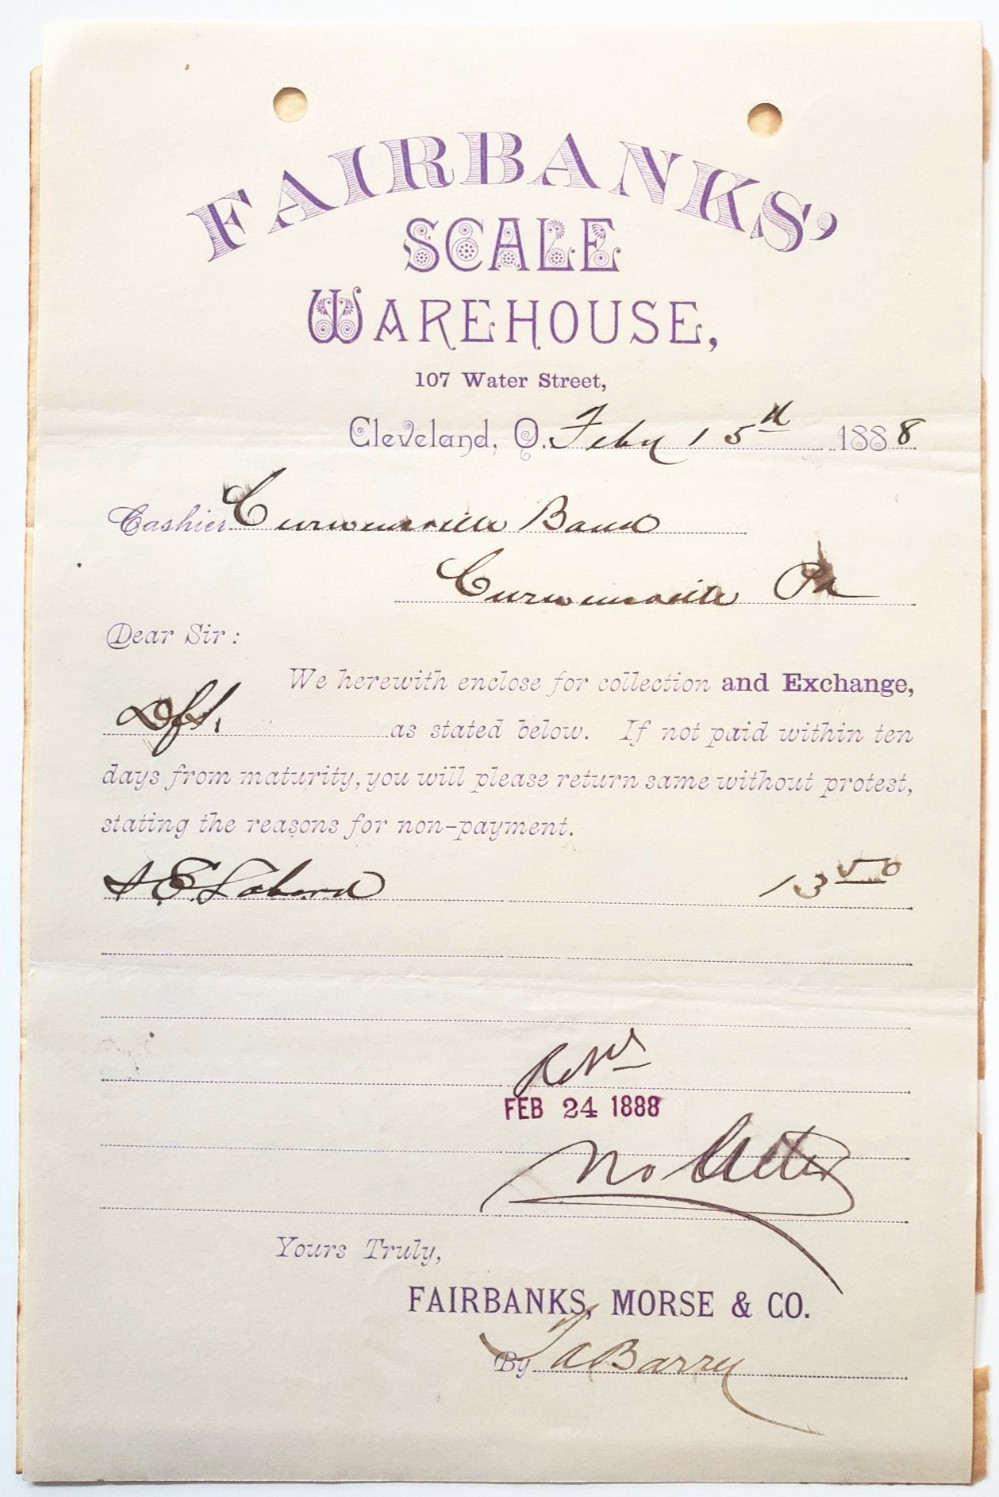 FAIRBANKS'
SCALE
WAREHOUSE,
107 Water Street,
Cleveland, O. Feby 15th 1888
Cashier Curwensville Bank
Curwensville Pa
Dear Sir:
We herewith enclose for collection and Exchange,
Dft. as stated below. If not paid within ten
days from maturity, you will please return same without protest,
stating the reasons for non-payment.
E. 13 50
FEB 24 1888
No
Yours Truly,
FAIRBANKS, MORSE & CO.
By Barry